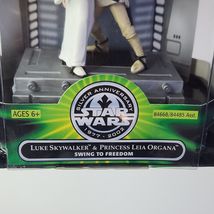 SILVER ANNIVERSARY
STAR
WARS
1977 - 2002
AGES 6+
84668/84485 Asst.
LUKE SKYWALKER & PRINCESS LEIA ORGANA
SWING TO FREEDOM